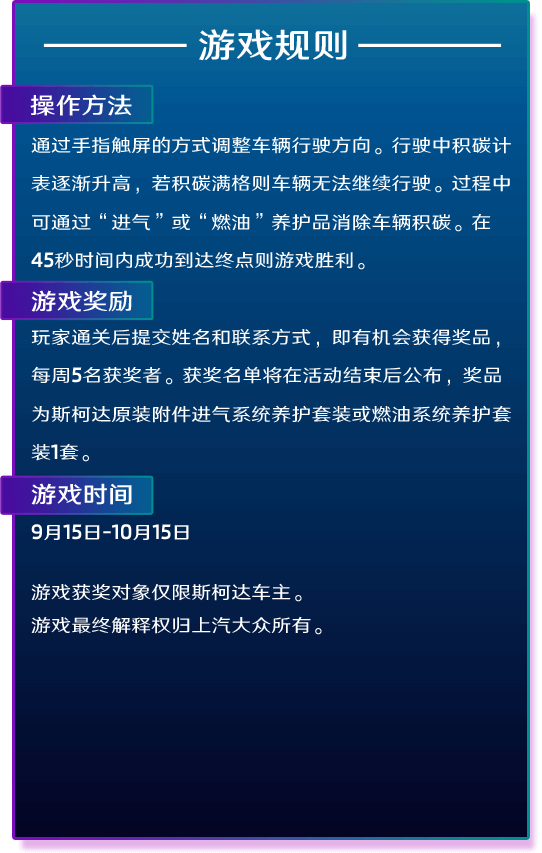 游戏规则
操作方法
通过手指触屏的方式调整车辆行驶方向。行驶中积碳计
表逐渐升高，若积碳满格则车辆无法继续行驶。过程中
可通过“进气”或“燃油”养护品消除车辆积碳。在
45秒时间内成功到达终点则游戏胜利。
游戏奖励
玩家通关后提交姓名和联系方式，即有机会获得奖品，
每周5名获奖者。获奖名单将在活动结束后公布，奖品
为斯柯达原装附件进气系统养护套装或燃油系统养护套
装1套。
游戏时间
9月15日-10月15日
游戏获奖对象仅限斯柯达车主。
游戏最终解释权归上汽大众所有。